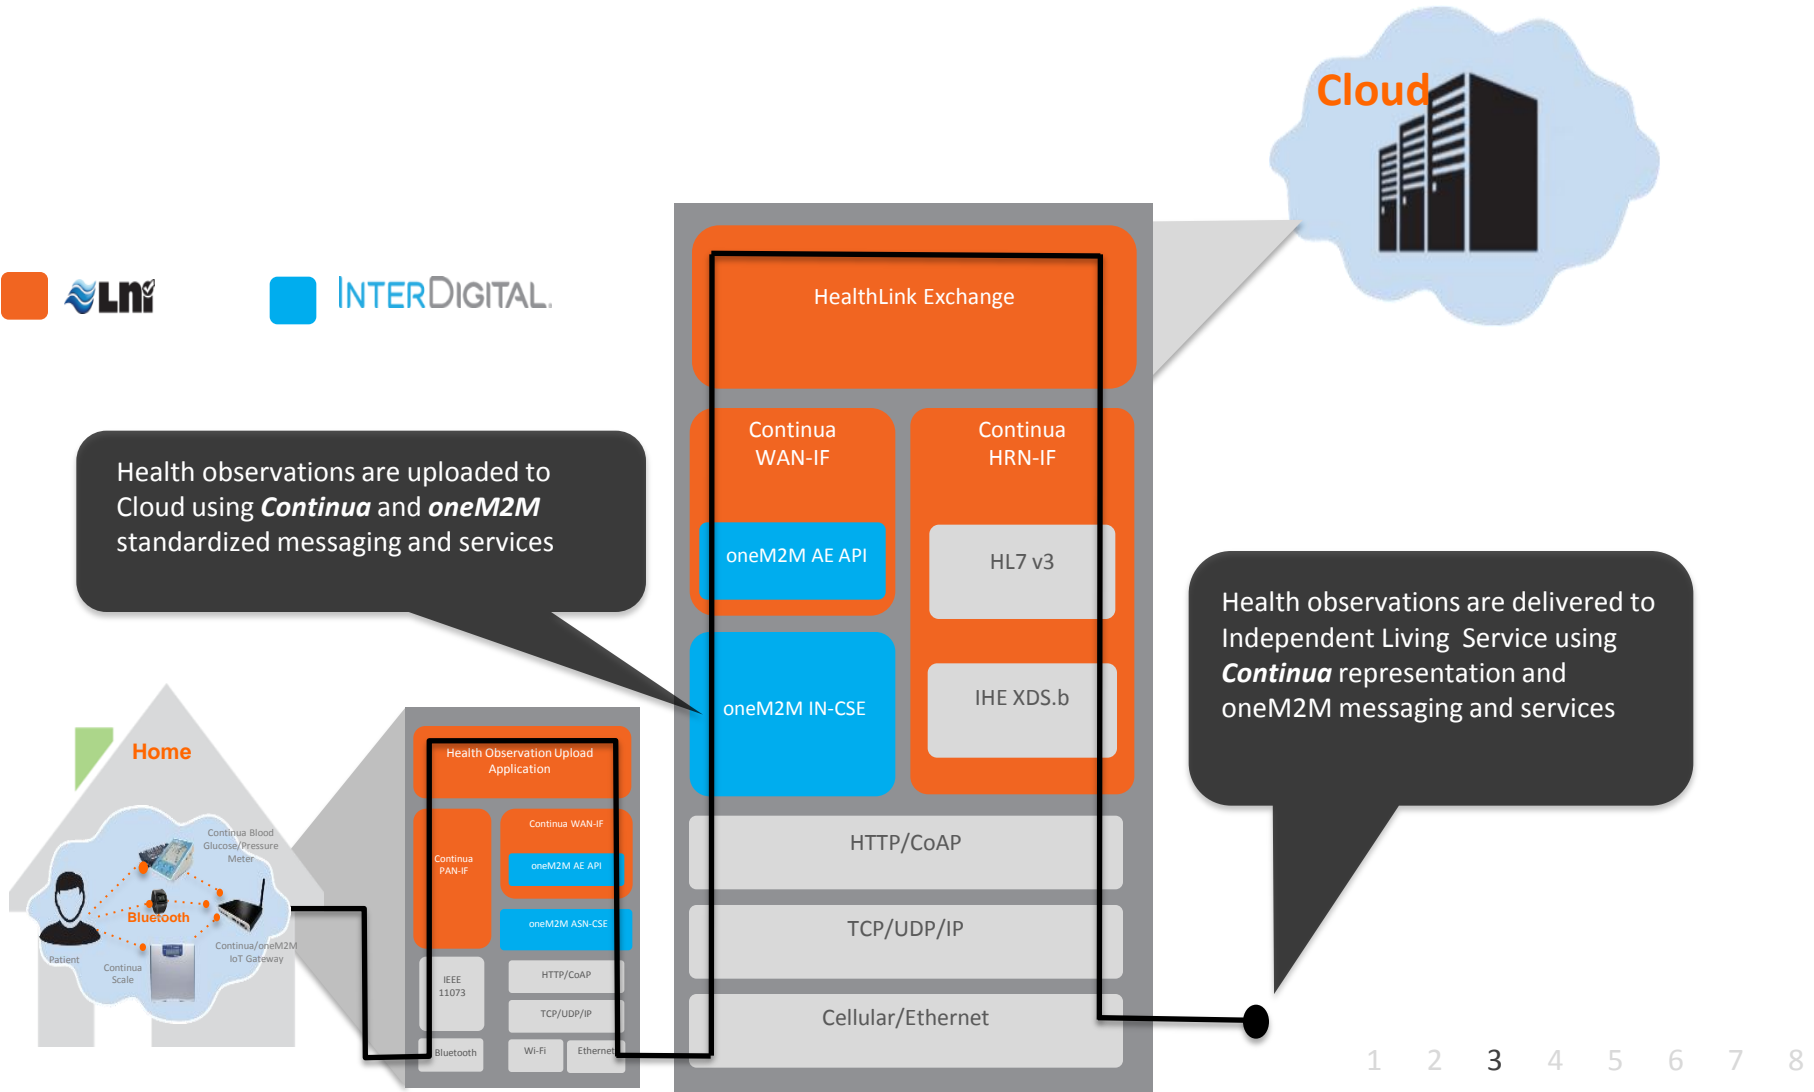 Cloud
LNI
INTERDIGITAL.
HealthLink Exchange
Continua
WAN-IF
Continua
HRN-IF
oneM2M AE API
HL7 v3
oneM2M IN-CSE
IHE XDS.b
HTTP/CoAP
TCP/UDP/IP
Cellular/Ethernet
Health observations are uploaded to
Cloud using Continua and oneM2M
standardized messaging and services
Health observations are delivered to
Independent Living Service using
Continua representation and
oneM2M messaging and services
Home
Continua Blood
Glucose/Pressure
Meter
Bluetooth
Patient
Continua
Scale
Continua/oneM2M
IoT Gateway
Health Observation Upload
Application
Continua
PAN-IF
Continua WAN-IF
oneM2M AE API
oneM2M ASN-CSE
IEEE
11073
HTTP/CoAP
TCP/UDP/IP
Bluetooth
Wi-Fi
Ethernet
1 2 3 4 5 6 7 8